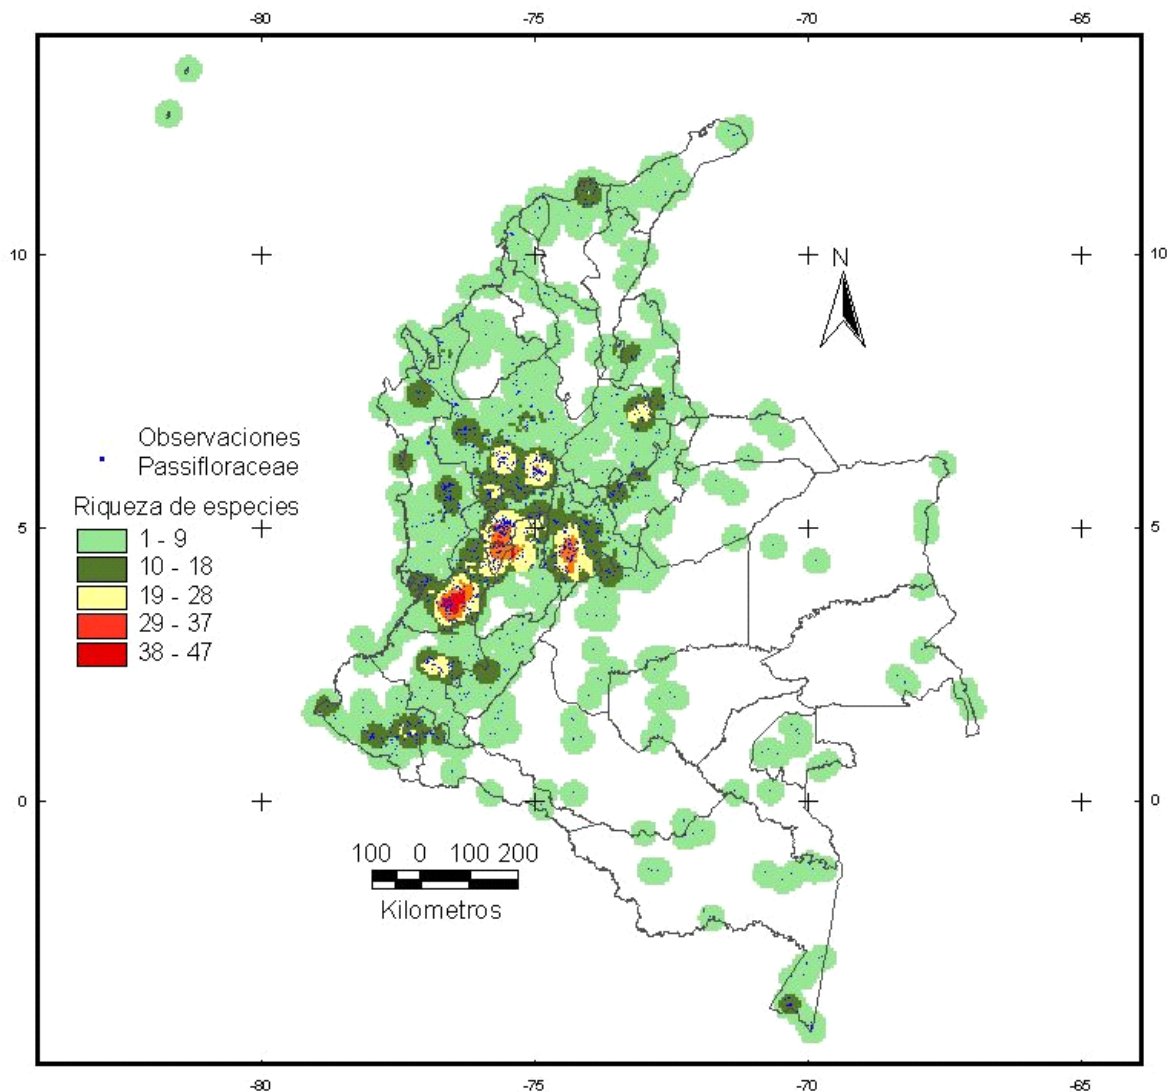 -80 -75 -70 -65
10 N 10
Observaciones
Passifloraceae
Riqueza de especies
1 - 9
10 - 18
19 - 28
29 - 37
38 - 47
5 5
0 0
100 0 100 200
Kilometros
-80 -75 -70 -65